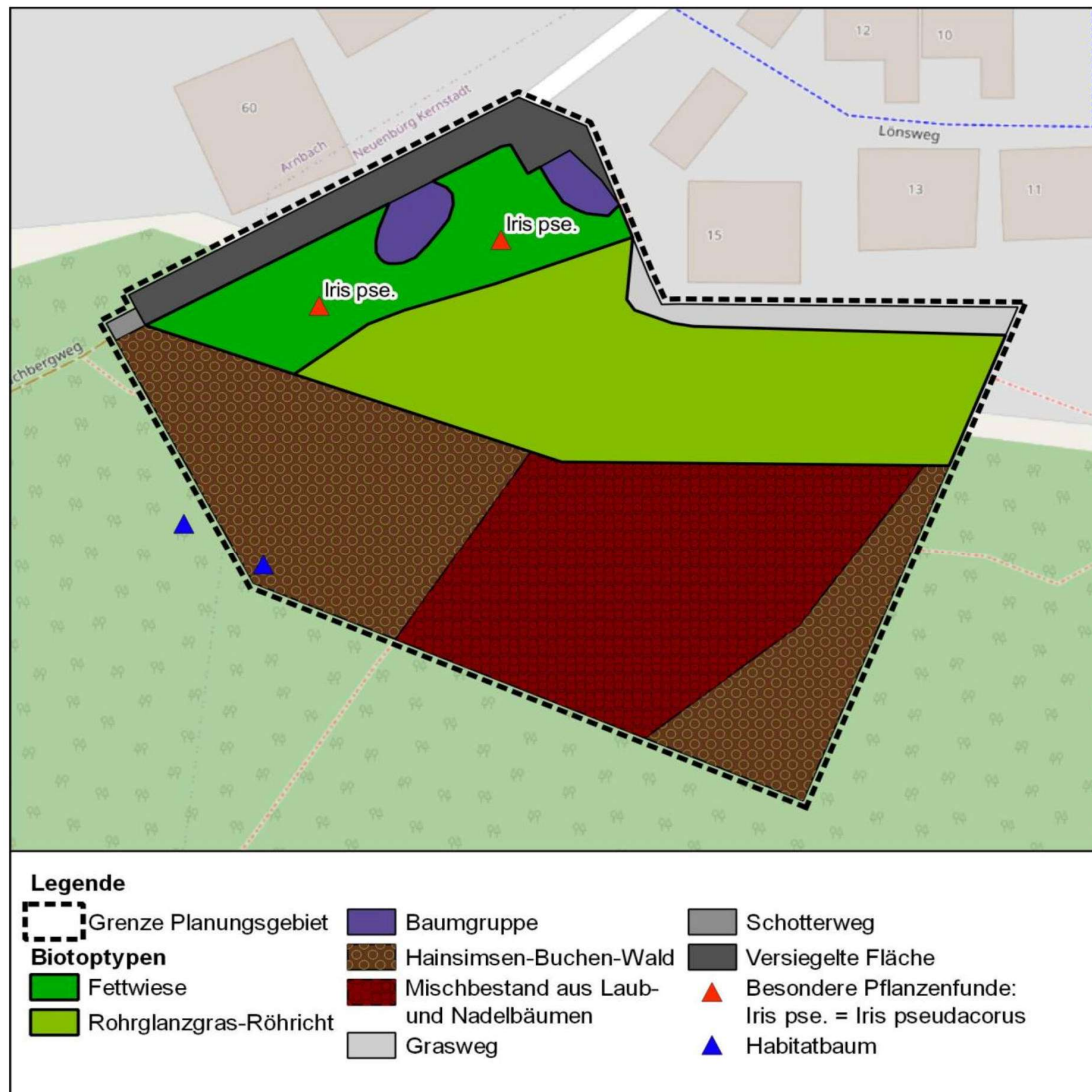 60
Arnbach
Neuenbürg Kernstadt
12
10
Lönsweg
13
11
15
Iris pse.
Iris pse.
chbergweg
Legende
Grenze Planungsgebiet
Biotoptypen
Fettwiese
Rohrglanzgras-Röhricht
Baumgruppe
Hainsimsen-Buchen-Wald
Mischbestand aus Laub-
und Nadelbäumen
Grasweg
Schotterweg
Versiegelte Fläche
Besondere Pflanzenfunde:
Iris pse. = Iris pseudacorus
Habitatbaum